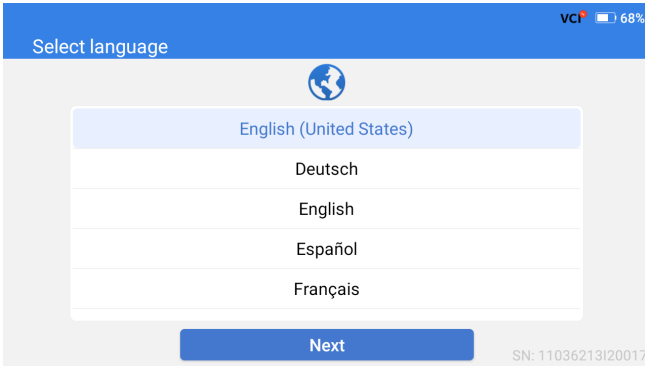 VCI 68%
Select language
English (United States)
Deutsch
English
Español
Français
Next
SN: 11036213I20017